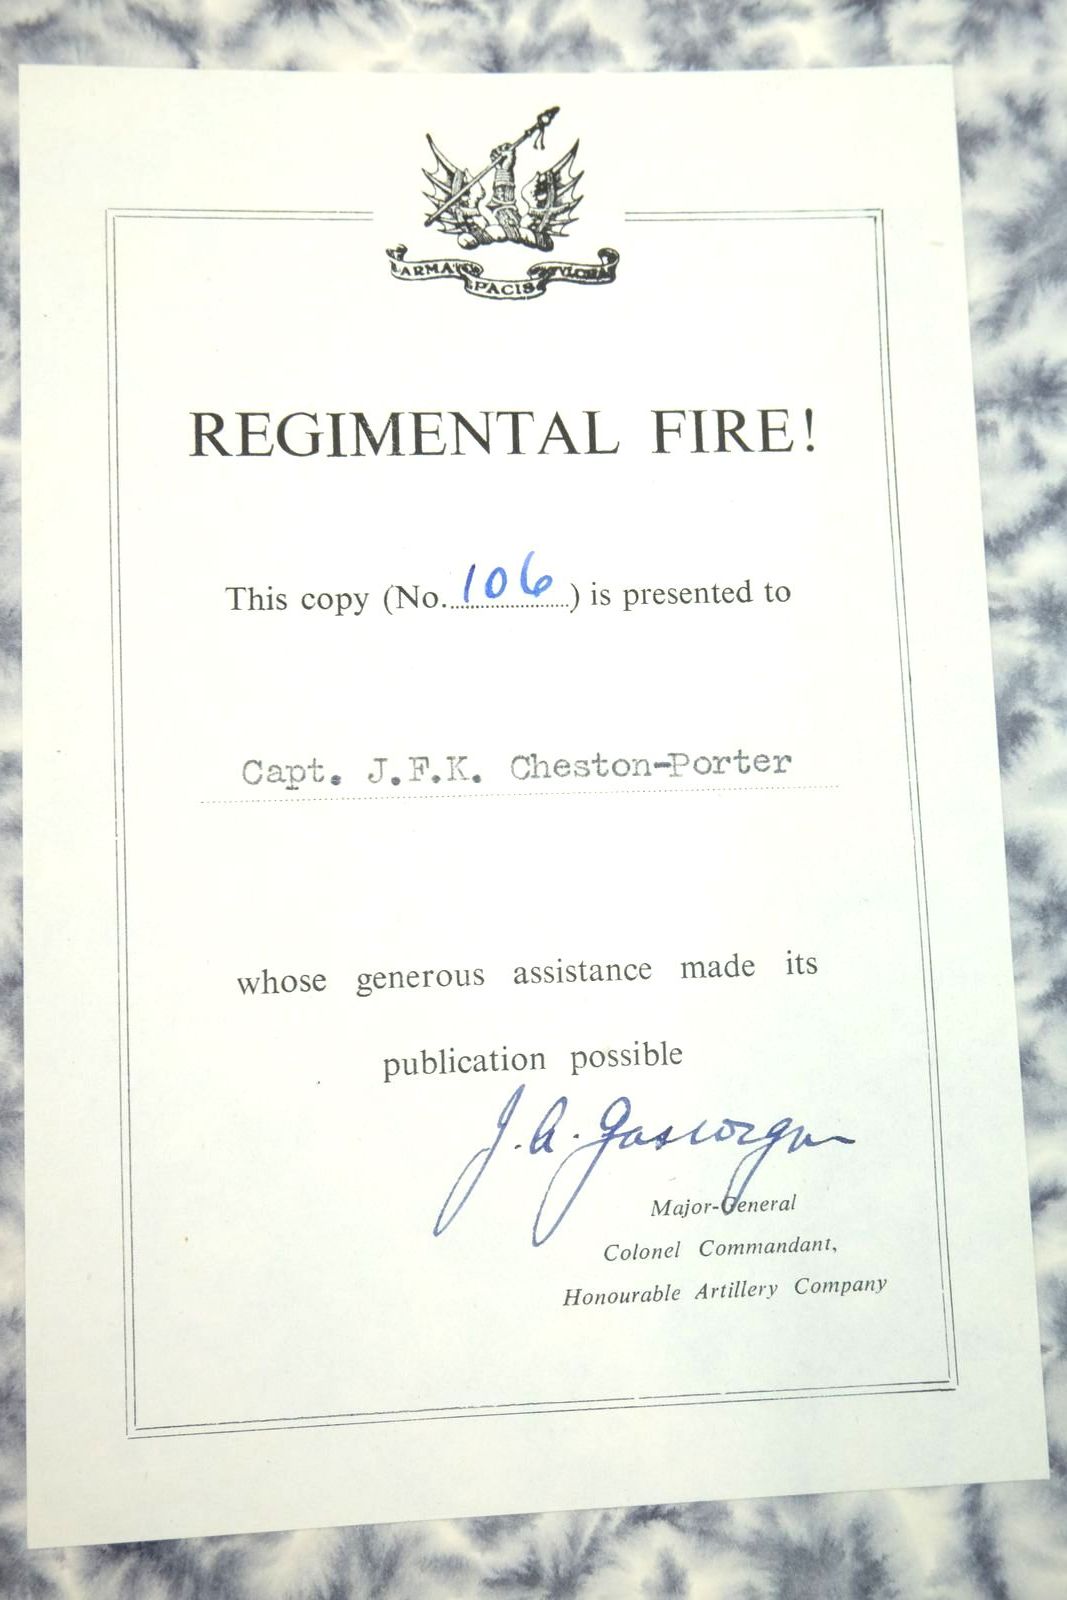 ARMA PACIS FULCRA
REGIMENTAL FIRE!
This copy (No. 106) is presented to
Capt. J.F.K. Cheston-Porter
whose generous assistance made its
publication possible
J. A. Gascoigne
Major-General
Colonel Commandant,
Honourable Artillery Company